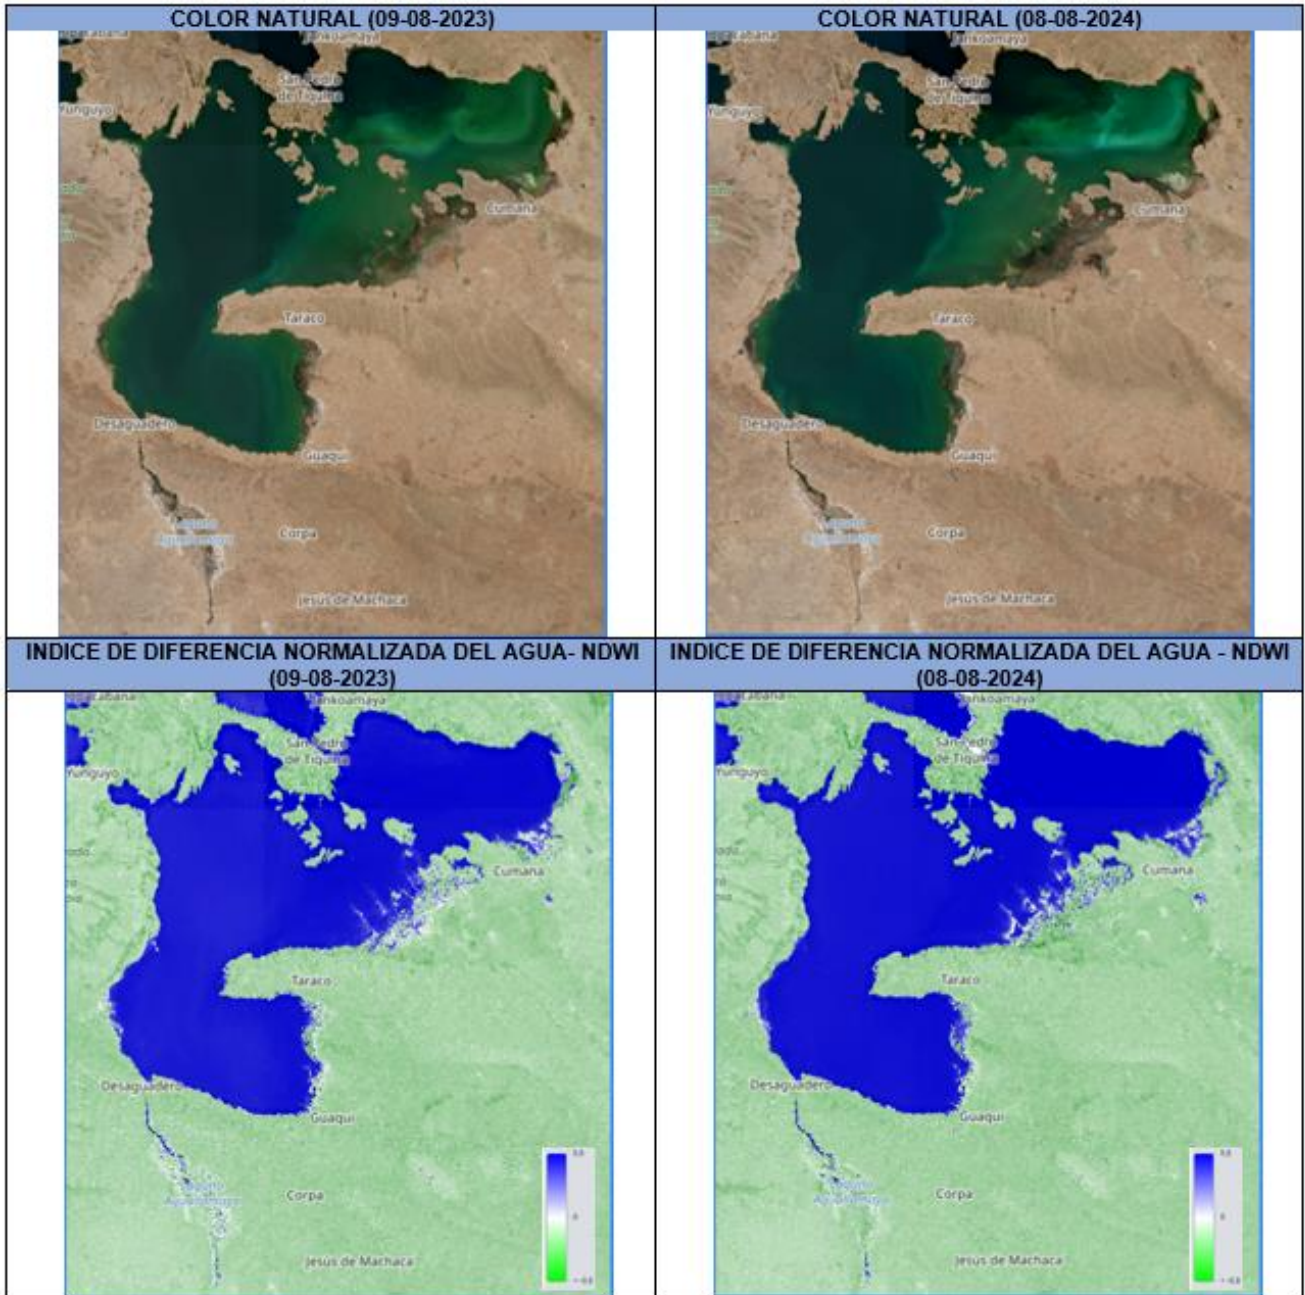 COLOR NATURAL (09-08-2023)
COLOR NATURAL (08-08-2024)
Jankoamaya
San Pedro
de Tiquina
Yunguyo
Cumana
Taraco
Desaguadero
Guaqui
Corpa
Jesús de Machaca
Jankoamaya
San Pedro
de Tiquina
Yunguyo
Cumana
Taraco
Desaguadero
Guaqui
Corpa
Jesús de Machaca
INDICE DE DIFERENCIA NORMALIZADA DEL AGUA- NDWI
(09-08-2023)
INDICE DE DIFERENCIA NORMALIZADA DEL AGUA - NDWI
(08-08-2024)
Jankoamaya
San Pedro
de Tiquina
Yunguyo
Cumana
Taraco
Desaguadero
Guaqui
Corpa
Jesús de Machaca
Jankoamaya
San Pedro
de Tiquina
Yunguyo
Cumana
Taraco
Desaguadero
Guaqui
Corpa
Jesús de Machaca